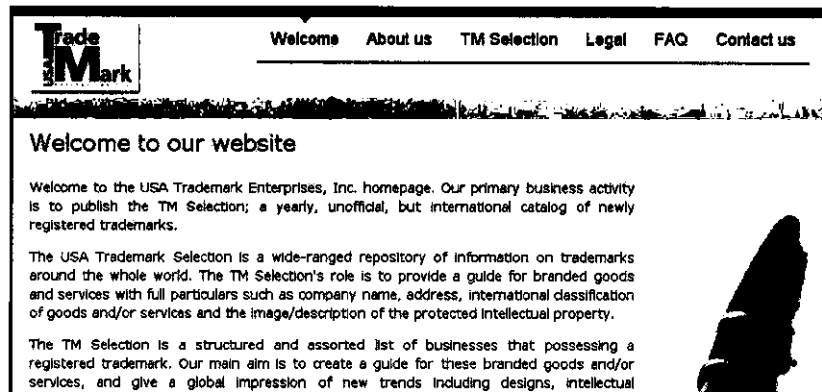 Trade
USA Mark
Welcome About us TM Selection Legal FAQ Contact us
Welcome to our website
Welcome to the USA Trademark Enterprises, Inc. homepage. Our primary business activity
is to publish the TM Selection; a yearly, unofficial, but international catalog of newly
registered trademarks.
The USA Trademark Selection is a wide-ranged repository of information on trademarks
around the whole world. The TM Selection's role is to provide a guide for branded goods
and services with full particulars such as company name, address, international classification
of goods and/or services and the image/description of the protected intellectual property.
The TM Selection is a structured and assorted list of businesses that possessing a
registered trademark. Our main aim is to create a guide for these branded goods and/or
services, and give a global impression of new trends including designs, intellectual